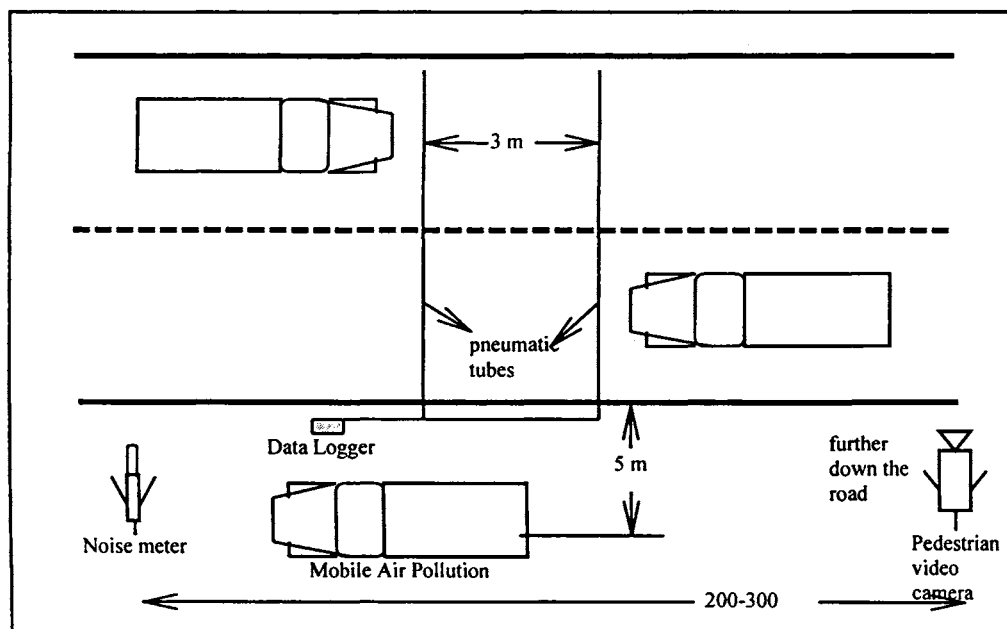 3 m
pneumatic
tubes
Data Logger
5 m
further
down the
road
Noise meter
Mobile Air Pollution
Pedestrian
video
camera
200-300